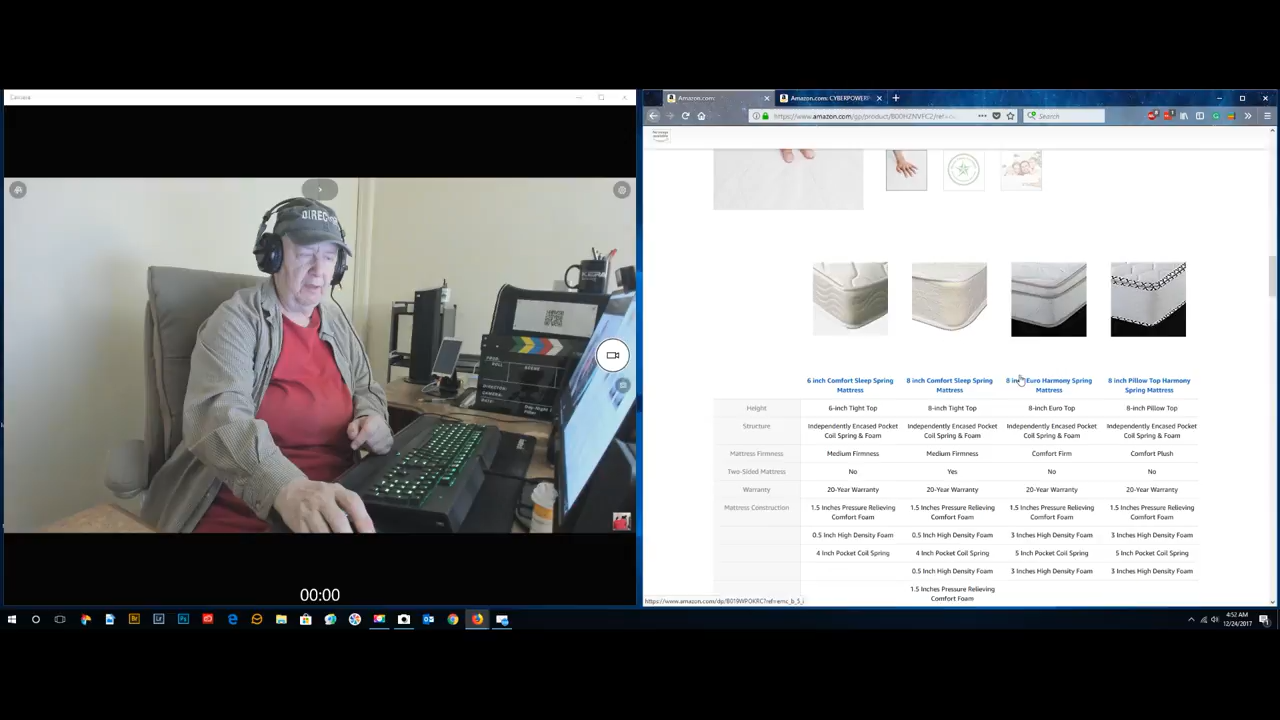 Camera
DIREC
KERA
00:00
Amazon.com:
Amazon.com: CYBERPOWERP
Search
6 inch Comfort Sleep Spring Mattress
8 inch Comfort Sleep Spring Mattress
8 inch Euro Harmony Spring Mattress
8 inch Pillow Top Harmony Spring Mattress
Height
6-inch Tight Top
8-inch Tight Top
8-inch Euro Top
8-inch Pillow Top
Structure
Independently Encased Pocket Coil Spring & Foam
Independently Encased Pocket Coil Spring & Foam
Independently Encased Pocket Coil Spring & Foam
Independently Encased Pocket Coil Spring & Foam
Mattress Firmness
Medium Firmness
Medium Firmness
Comfort Firm
Comfort Plush
Two-Sided Mattress
No
Yes
No
No
Warranty
20-Year Warranty
20-Year Warranty
20-Year Warranty
20-Year Warranty
Mattress Construction
1.5 Inches Pressure Relieving Comfort Foam
1.5 Inches Pressure Relieving Comfort Foam
1.5 Inches Pressure Relieving Comfort Foam
1.5 Inches Pressure Relieving Comfort Foam
0.5 Inch High Density Foam
0.5 Inch High Density Foam
3 Inches High Density Foam
3 Inches High Density Foam
4 Inch Pocket Coil Spring
4 Inch Pocket Coil Spring
5 Inch Pocket Coil Spring
5 Inch Pocket Coil Spring
0.5 Inch High Density Foam
3 Inches High Density Foam
3 Inches High Density Foam
1.5 Inches Pressure Relieving Comfort Foam
4:52 AM
12/24/2017